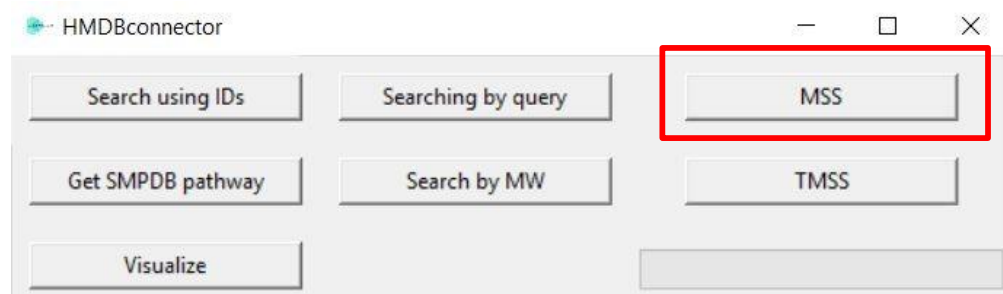 HMDBconnector
Search using IDs
Searching by query
MSS
Get SMPDB pathway
Search by MW
TMSS
Visualize